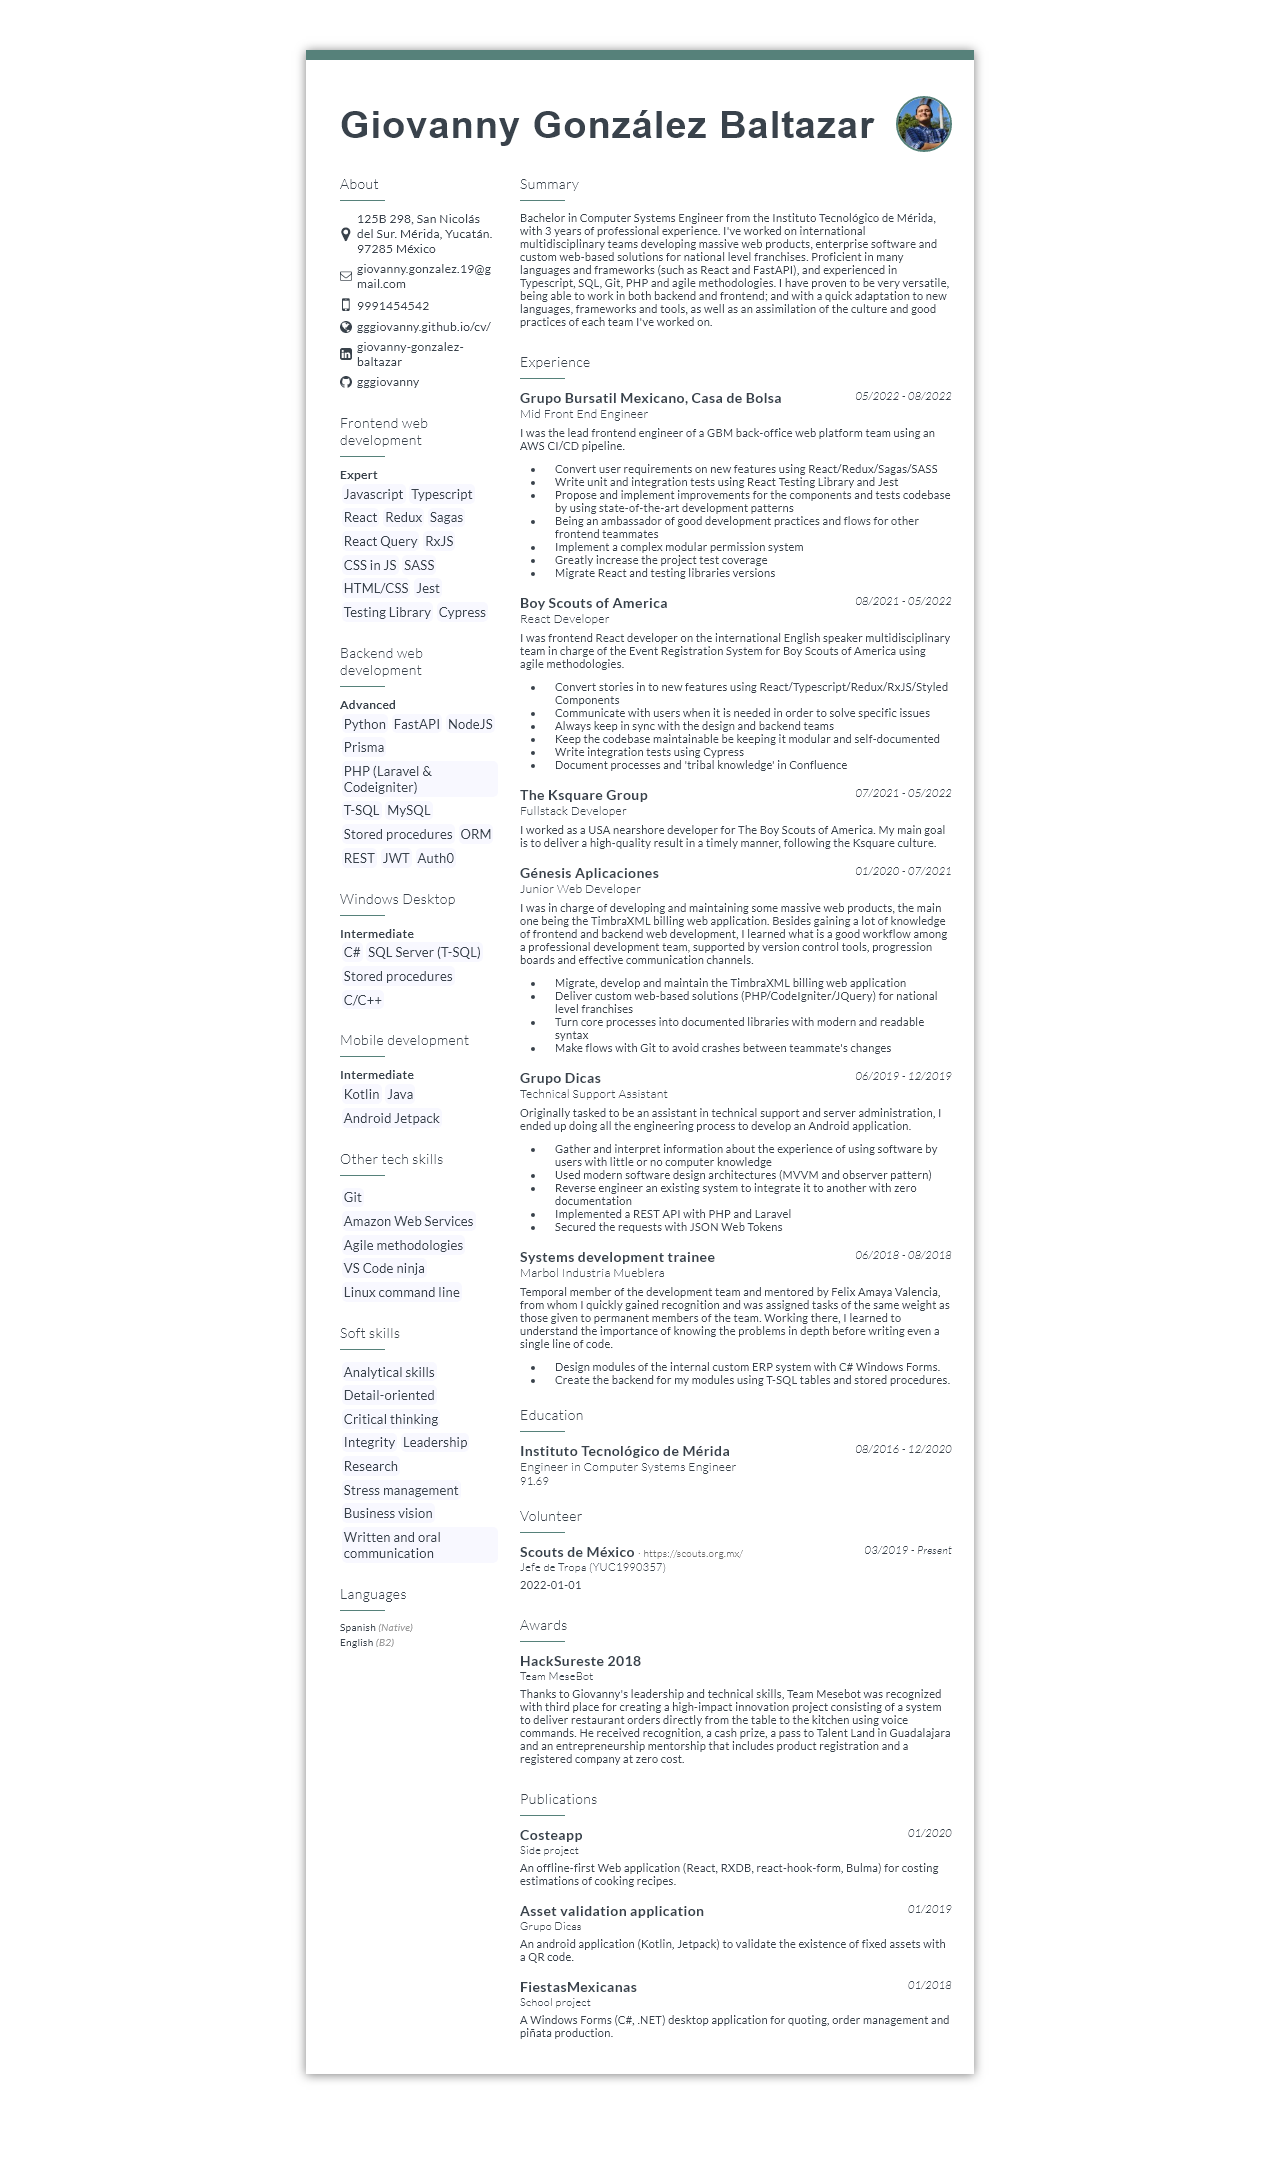 Giovanny González Baltazar
About
125B 298, San Nicolás
del Sur. Mérida, Yucatán.
97285 México
giovanny.gonzalez.19@g
mail.com
9991454542
gggiovanny.github.io/cv/
giovanny-gonzalez-
baltazar
gggiovanny
Frontend web
development
Expert
Javascript Typescript
React Redux Sagas
React Query RxJS
CSS in JS SASS
HTML/CSS Jest
Testing Library Cypress
Backend web
development
Advanced
Python FastAPI NodeJS
Prisma
PHP (Laravel &
Codeigniter)
T-SQL MySQL
Stored procedures ORM
REST JWT Auth0
Windows Desktop
Intermediate
C# SQL Server (T-SQL)
Stored procedures
C/C++
Mobile development
Intermediate
Kotlin Java
Android Jetpack
Other tech skills
Git
Amazon Web Services
Agile methodologies
VS Code ninja
Linux command line
Soft skills
Analytical skills
Detail-oriented
Critical thinking
Integrity Leadership
Research
Stress management
Business vision
Written and oral
communication
Languages
Spanish (Native)
English (B2)
Summary
Bachelor in Computer Systems Engineer from the Instituto Tecnológico de Mérida,
with 3 years of professional experience. I've worked on international
multidisciplinary teams developing massive web products, enterprise software and
custom web-based solutions for national level franchises. Proficient in many
languages and frameworks (such as React and FastAPI), and experienced in
Typescript, SQL, Git, PHP and agile methodologies. I have proven to be very versatile,
being able to work in both backend and frontend; and with a quick adaptation to new
languages, frameworks and tools, as well as an assimilation of the culture and good
practices of each team I've worked on.
Experience
Grupo Bursatil Mexicano, Casa de Bolsa 05/2022 - 08/2022
Mid Front End Engineer
I was the lead frontend engineer of a GBM back-office web platform team using an
AWS CI/CD pipeline.
• Convert user requirements on new features using React/Redux/Sagas/SASS
• Write unit and integration tests using React Testing Library and Jest
• Propose and implement improvements for the components and tests codebase
by using state-of-the-art development patterns
• Being an ambassador of good development practices and flows for other
frontend teammates
• Implement a complex modular permission system
• Greatly increase the project test coverage
• Migrate React and testing libraries versions
Boy Scouts of America 08/2021 - 05/2022
React Developer
I was frontend React developer on the international English speaker multidisciplinary
team in charge of the Event Registration System for Boy Scouts of America using
agile methodologies.
• Convert stories in to new features using React/Typescript/Redux/RxJS/Styled
Components
• Communicate with users when it is needed in order to solve specific issues
• Always keep in sync with the design and backend teams
• Keep the codebase maintainable be keeping it modular and self-documented
• Write integration tests using Cypress
• Document processes and 'tribal knowledge' in Confluence
The Ksquare Group 07/2021 - 05/2022
Fullstack Developer
I worked as a USA nearshore developer for The Boy Scouts of America. My main goal
is to deliver a high-quality result in a timely manner, following the Ksquare culture.
Génesis Aplicaciones 01/2020 - 07/2021
Junior Web Developer
I was in charge of developing and maintaining some massive web products, the main
one being the TimbraXML billing web application. Besides gaining a lot of knowledge
of frontend and backend web development, I learned what is a good workflow among
a professional development team, supported by version control tools, progression
boards and effective communication channels.
• Migrate, develop and maintain the TimbraXML billing web application
• Deliver custom web-based solutions (PHP/CodeIgniter/JQuery) for national
level franchises
• Turn core processes into documented libraries with modern and readable
syntax
• Make flows with Git to avoid crashes between teammate's changes
Grupo Dicas 06/2019 - 12/2019
Technical Support Assistant
Originally tasked to be an assistant in technical support and server administration, I
ended up doing all the engineering process to develop an Android application.
• Gather and interpret information about the experience of using software by
users with little or no computer knowledge
• Used modern software design architectures (MVVM and observer pattern)
• Reverse engineer an existing system to integrate it to another with zero
documentation
• Implemented a REST API with PHP and Laravel
• Secured the requests with JSON Web Tokens
Systems development trainee 06/2018 - 08/2018
Marbol Industria Mueblera
Temporal member of the development team and mentored by Felix Amaya Valencia,
from whom I quickly gained recognition and was assigned tasks of the same weight as
those given to permanent members of the team. Working there, I learned to
understand the importance of knowing the problems in depth before writing even a
single line of code.
• Design modules of the internal custom ERP system with C# Windows Forms.
• Create the backend for my modules using T-SQL tables and stored procedures.
Education
Instituto Tecnológico de Mérida 08/2016 - 12/2020
Engineer in Computer Systems Engineer
91.69
Volunteer
Scouts de México · https://scouts.org.mx/ 03/2019 - Present
Jefe de Tropa (YUC1990357)
2022-01-01
Awards
HackSureste 2018
Team MeseBot
Thanks to Giovanny's leadership and technical skills, Team Mesebot was recognized
with third place for creating a high-impact innovation project consisting of a system
to deliver restaurant orders directly from the table to the kitchen using voice
commands. He received recognition, a cash prize, a pass to Talent Land in Guadalajara
and an entrepreneurship mentorship that includes product registration and a
registered company at zero cost.
Publications
Costeapp 01/2020
Side project
An offline-first Web application (React, RXDB, react-hook-form, Bulma) for costing
estimations of cooking recipes.
Asset validation application 01/2019
Grupo Dicas
An android application (Kotlin, Jetpack) to validate the existence of fixed assets with
a QR code.
FiestasMexicanas 01/2018
School project
A Windows Forms (C#, .NET) desktop application for quoting, order management and
piñata production.